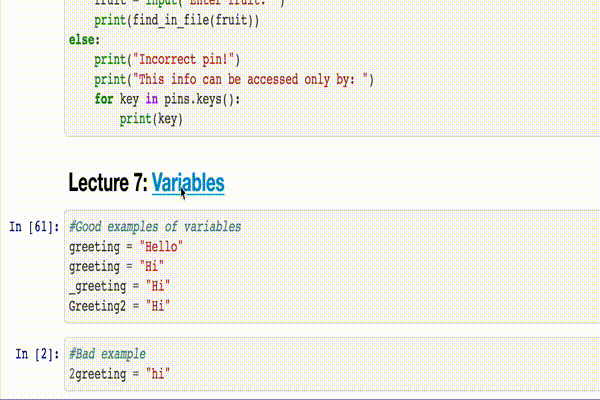 fruit = input("Enter fruit: ")
print(find_in_file(fruit))
else:
print("Incorrect pin!")
print("This info can be accessed only by: ")
for key in pins.keys():
print(key)
Lecture 7: Variables
In [61]: #Good examples of variables
greeting = "Hello"
greeting = "Hi"
_greeting = "Hi"
Greeting2 = "Hi"
In [2]: #Bad example
2greeting = "hi"